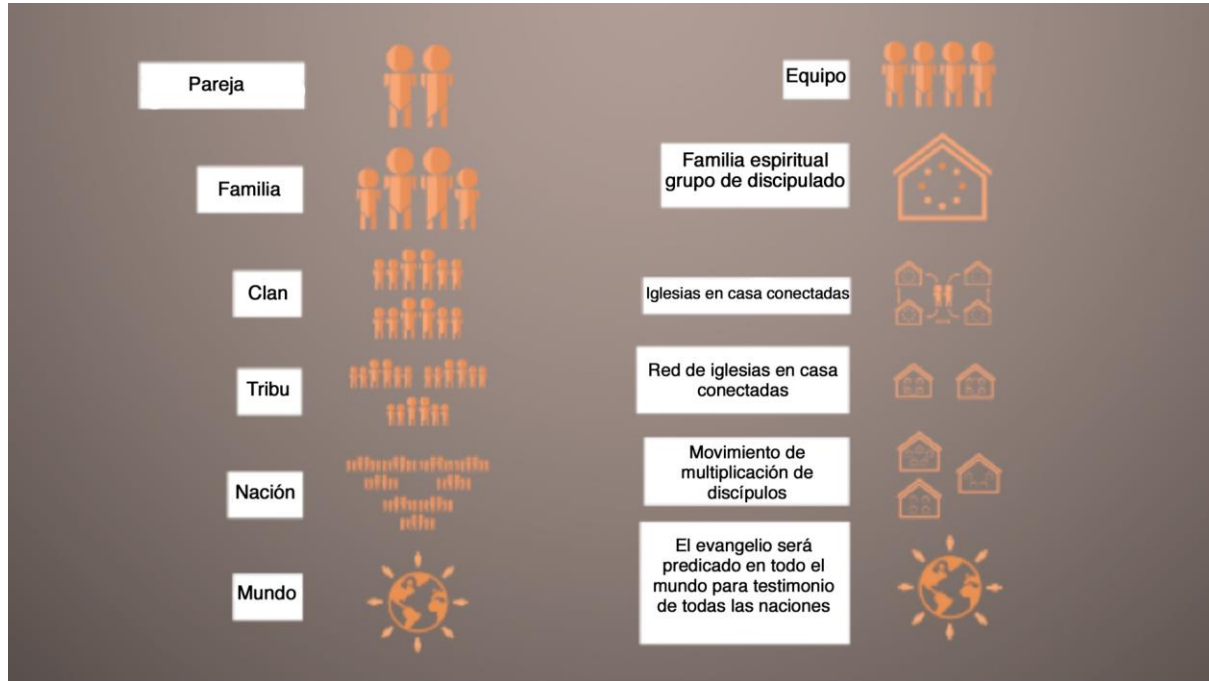 Pareja
Familia
Clan
Tribu
Nación
Mundo
Equipo
Familia espiritual
grupo de discipulado
Iglesias en casa conectadas
Red de iglesias en casa
conectadas
Movimiento de
multiplicación de
discípulos
El evangelio será
predicado en todo el
mundo para testimonio
de todas las naciones